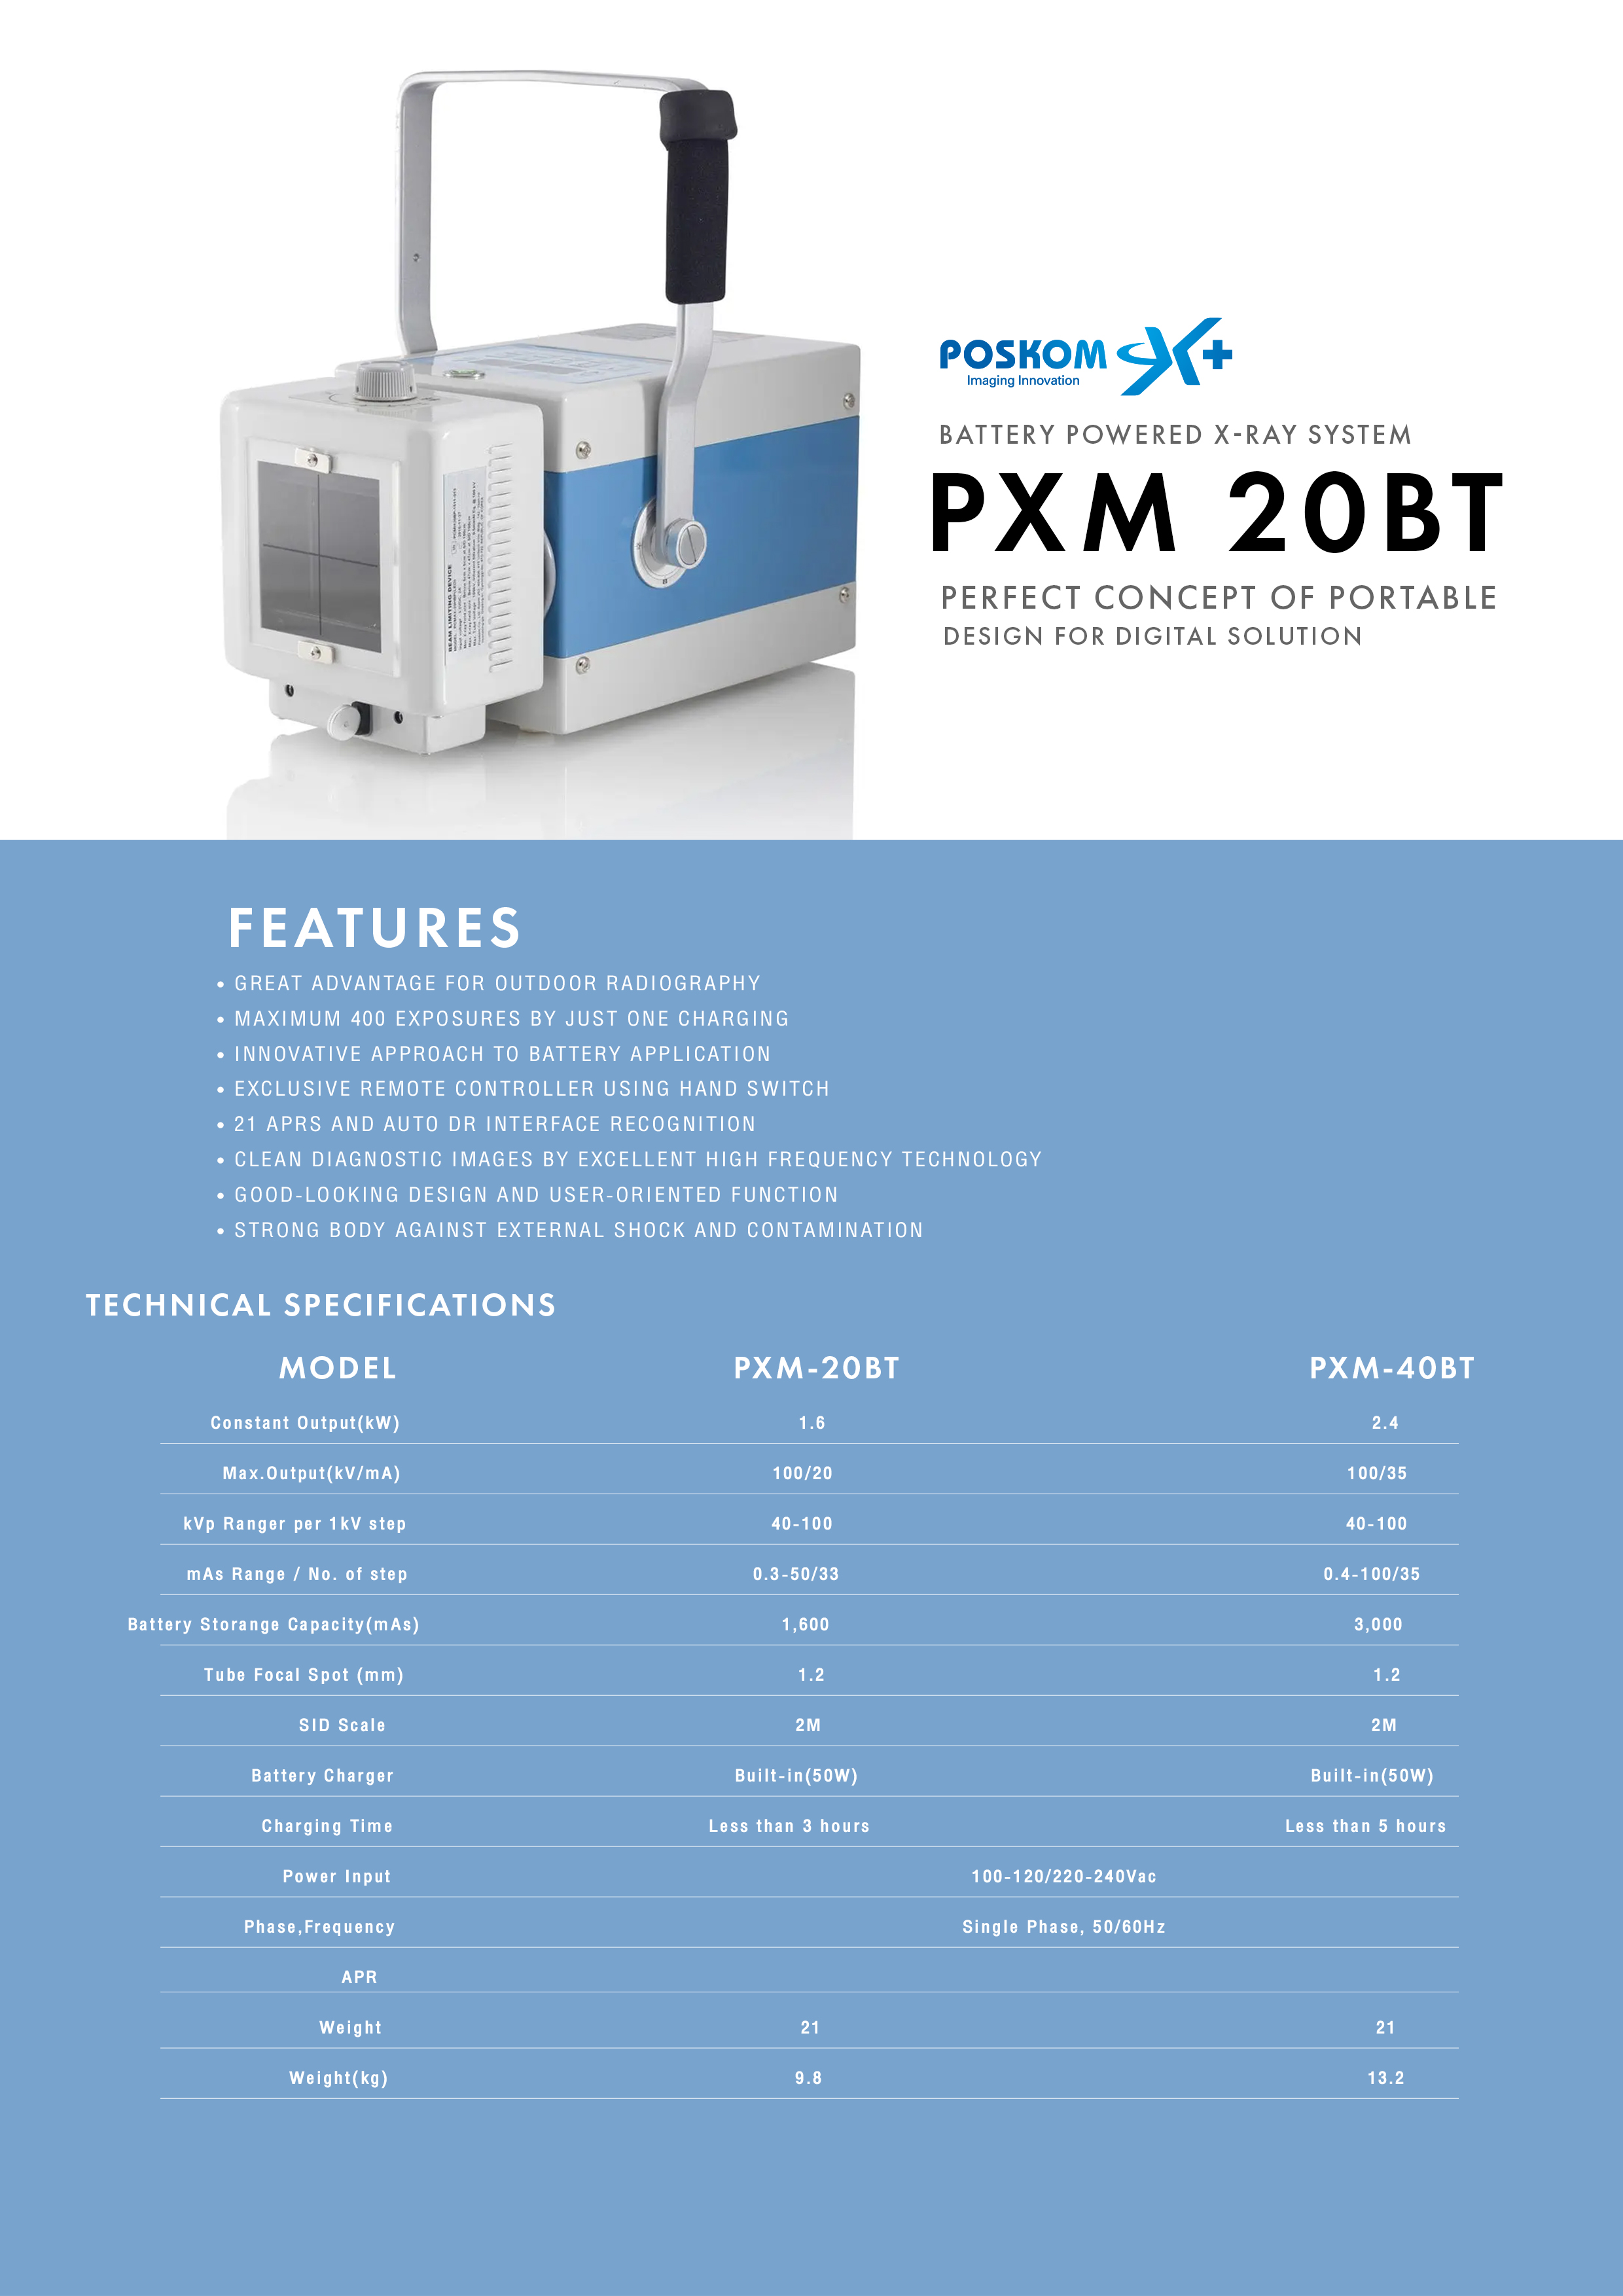 POSKOM X+
Imaging Innovation
BATTERY POWERED X-RAY SYSTEM
PXM 20BT
PERFECT CONCEPT OF PORTABLE
DESIGN FOR DIGITAL SOLUTION
BEAM LIMITING DEVICE
FEATURES
• GREAT ADVANTAGE FOR OUTDOOR RADIOGRAPHY
• MAXIMUM 400 EXPOSURES BY JUST ONE CHARGING
• INNOVATIVE APPROACH TO BATTERY APPLICATION
• EXCLUSIVE REMOTE CONTROLLER USING HAND SWITCH
• 21 APRS AND AUTO DR INTERFACE RECOGNITION
• CLEAN DIAGNOSTIC IMAGES BY EXCELLENT HIGH FREQUENCY TECHNOLOGY
• GOOD-LOOKING DESIGN AND USER-ORIENTED FUNCTION
• STRONG BODY AGAINST EXTERNAL SHOCK AND CONTAMINATION
TECHNICAL SPECIFICATIONS
MODEL PXM-20BT PXM-40BT
Constant Output(kW) 1.6 2.4
Max.Output(kV/mA) 100/20 100/35
kVp Ranger per 1kV step 40-100 40-100
mAs Range / No. of step 0.3-50/33 0.4-100/35
Battery Storange Capacity(mAs) 1,600 3,000
Tube Focal Spot (mm) 1.2 1.2
SID Scale 2M 2M
Battery Charger Built-in(50W) Built-in(50W)
Charging Time Less than 3 hours Less than 5 hours
Power Input 100-120/220-240Vac
Phase,Frequency Single Phase, 50/60Hz
APR
Weight 21 21
Weight(kg) 9.8 13.2